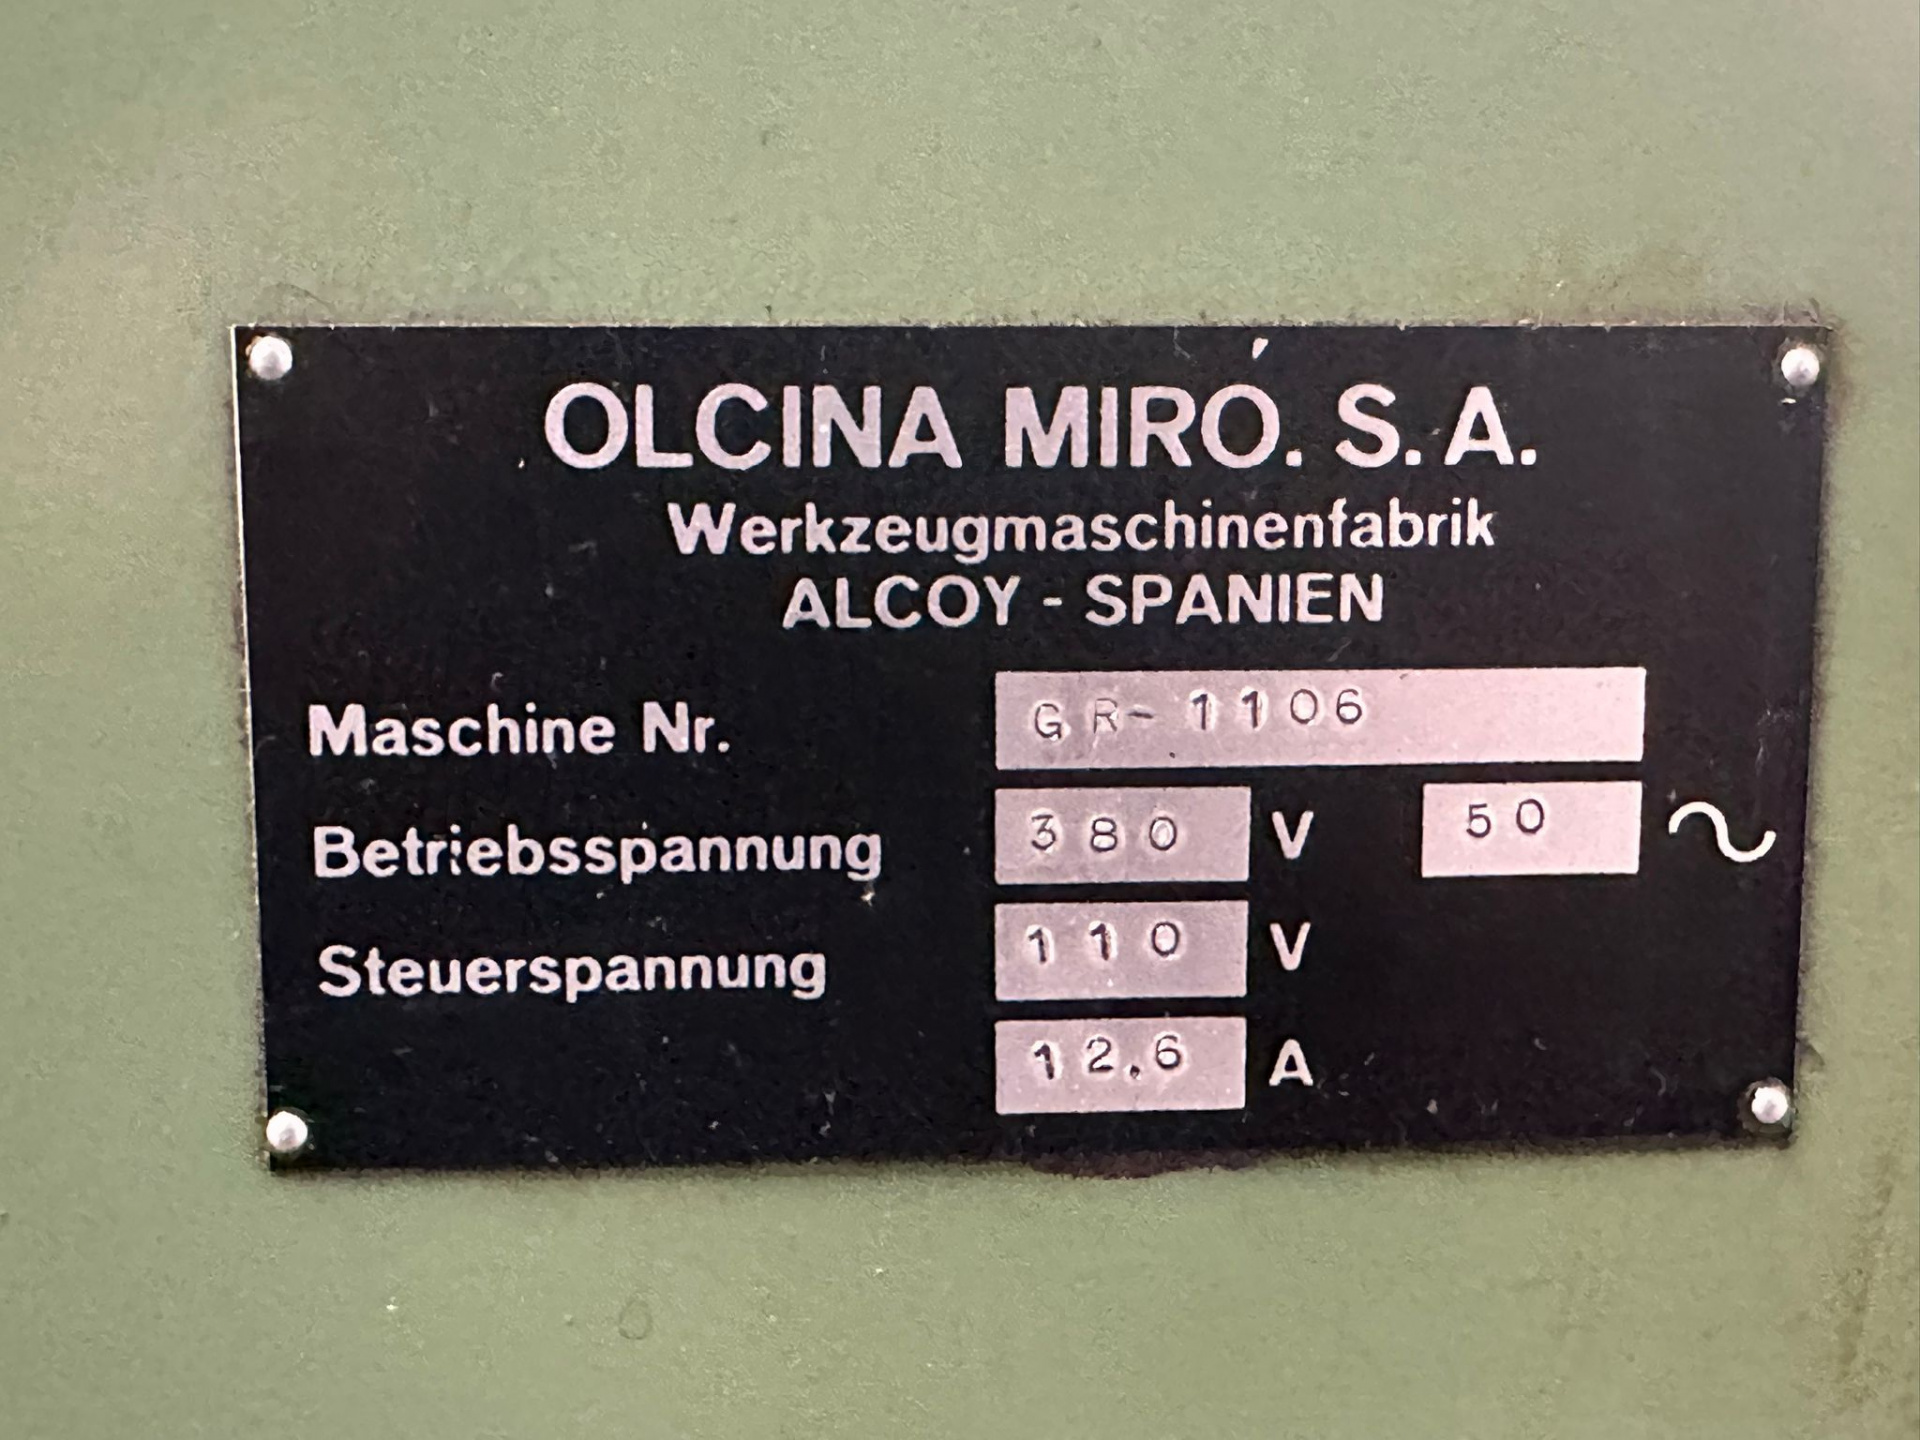 OLCINA MIRÓ. S. A.
Werkzeugmaschinenfabrik
ALCOY - SPANIEN
Maschine Nr. GR-1106
Betriebsspannung 380 V 50 ~
Steuerspannung 110 V
12,6 A